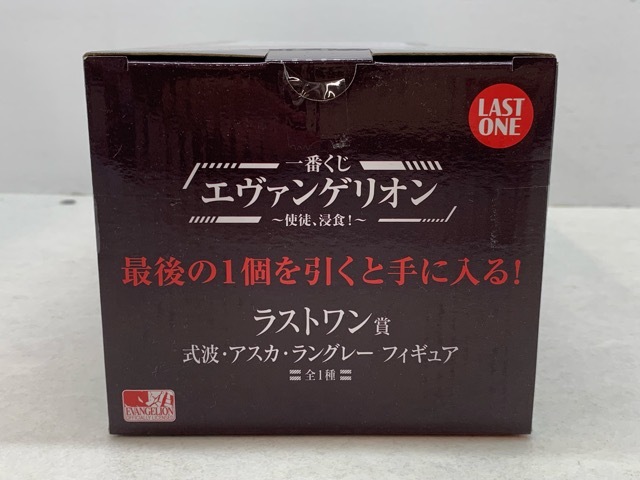 LAST
ONE
一番くじ
エヴァンゲリオン
～使徒、浸食!～
最後の1個を引くと手に入る!
ラストワン賞
式波・アスカ・ラングレー フィギュア
全1種
EVANGELION
OFFICIALLY LICENSED